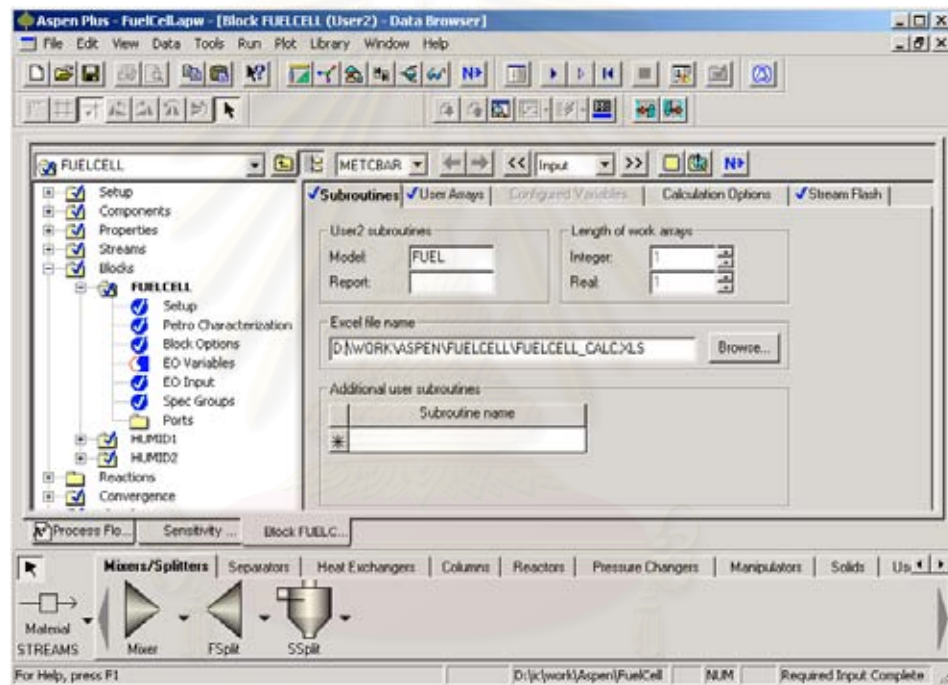 Aspen Plus - FuelCell.apw - [Block FUELCELL (User2) - Data Browser]
File Edit View Data Tools Run Plot Library Window Help
N▶
FUELCELL METCBAR << Input >> N▶
Setup
Components
Properties
Streams
Blocks
FUELCELL
Setup
Petro Characterization
Block Options
EO Variables
EO Input
Spec Groups
Ports
HUMID1
HUMID2
Reactions
Convergence
Subroutines User Arrays Configured Variables Calculation Options Stream Flash
User2 subroutines
Model: FUEL
Report:
Length of work arrays
Integer: 1
Real: 1
Excel file name
D:\WORK\ASPEN\FUELCELL\FUELCELL_CALC.XLS Browse...
Additional user subroutines
Subroutine name
Process Flo... Sensitivity ... Block FUELC...
Mixers/Splitters Separators Heat Exchangers Columns Reactors Pressure Changers Manipulators Solids Us
Material
STREAMS Mixer FSplit SSplit
For Help, press F1 D:\jc\work\Aspen\FuelCell NUM Required Input Complete